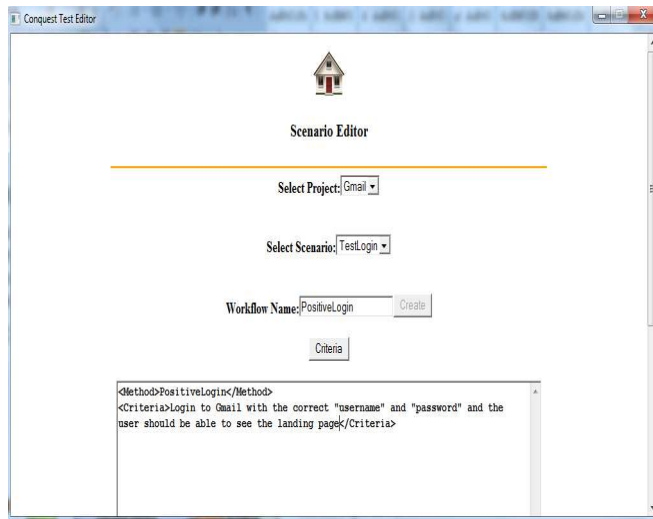 Conquest Test Editor
Scenario Editor
Select Project: Gmail
Select Scenario: TestLogin
Workflow Name: PositiveLogin Create
Criteria
<Method>PositiveLogin</Method>
<Criteria>Login to Gmail with the correct "username" and "password" and the
user should be able to see the landing page</Criteria>